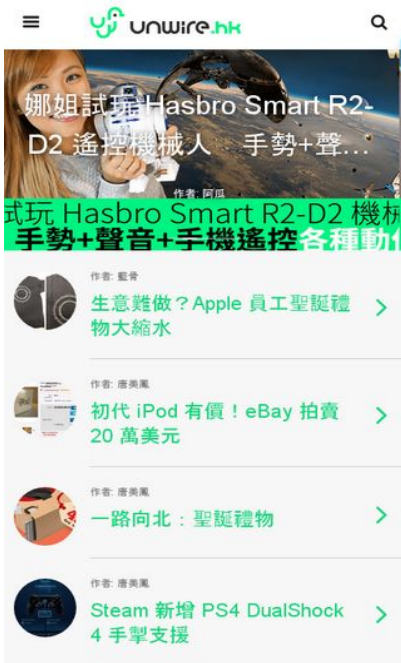 unwire.hk
娜姐試玩 Hasbro Smart R2-
D2 遙控機械人 手勢+聲...
作者: 阿瓜
試玩 Hasbro Smart R2-D2 機械
手勢+聲音+手機遙控各種動作
作者: 藍骨
生意難做？Apple 員工聖誕禮
物大縮水
作者: 唐美鳳
初代 iPod 有價！eBay 拍賣
20 萬美元
作者: 唐美鳳
一路向北：聖誕禮物
作者: 唐美鳳
Steam 新增 PS4 DualShock
4 手掣支援